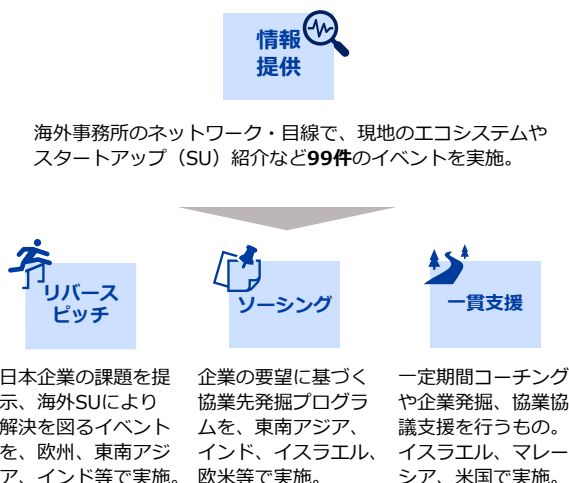 情報
提供
海外事務所のネットワーク・目線で、現地のエコシステムや
スタートアップ（SU）紹介など99件のイベントを実施。
リバース
ピッチ
日本企業の課題を提
示、海外SUにより
解決を図るイベント
を、欧州、東南アジ
ア、インド等で実施。
ソーシング
企業の要望に基づく
協業先発掘プログラ
ムを、東南アジア、
インド、イスラエル、
欧米等で実施。
一貫支援
一定期間コーチング
や企業発掘、協業協
議支援を行うもの。
イスラエル、マレー
シア、米国で実施。